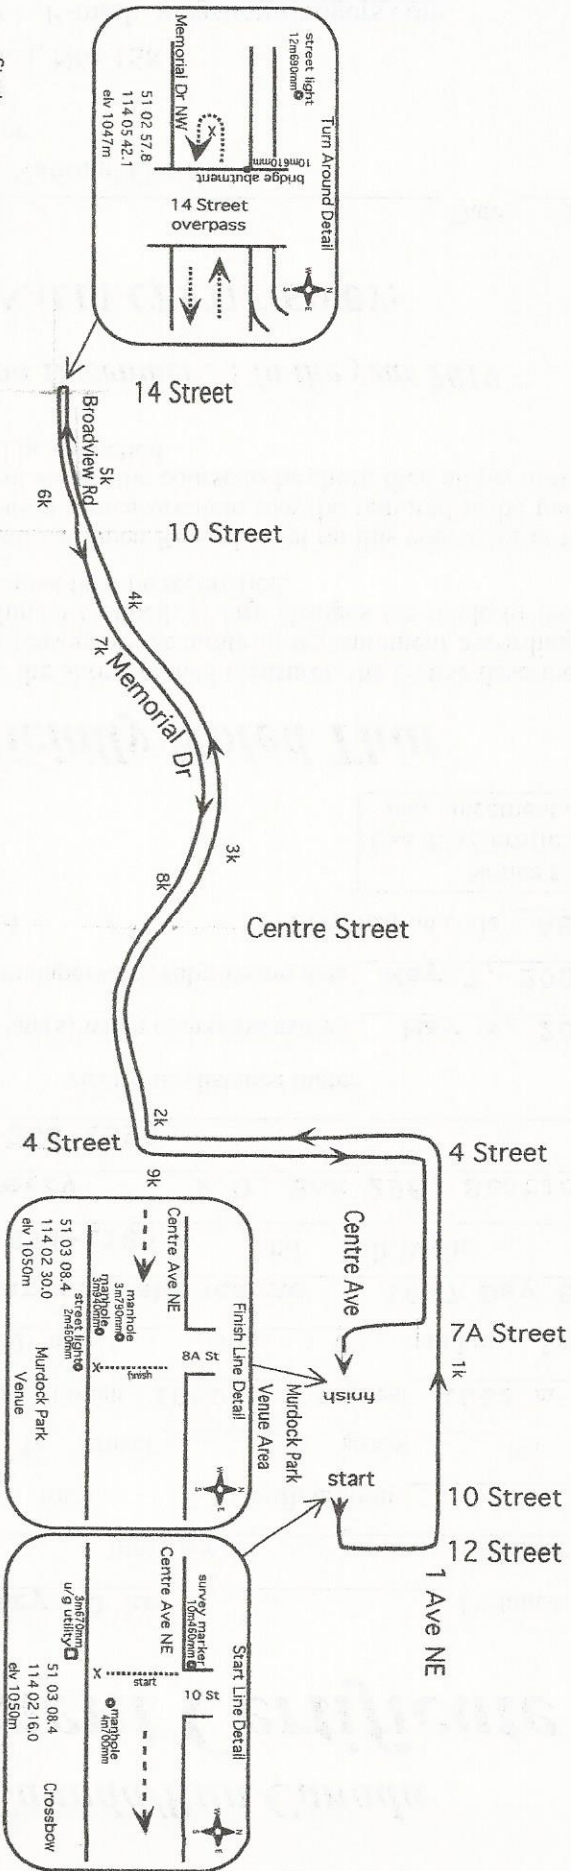 Turn Around Detail
street light
12m690mm
10m610mm
bridge abutment
Memorial Dr NW
X
51 02 57.8
114 05 42.1
elv 1047m
14 Street
overpass
N
W
E
S
14 Street
Broadview Rd
5k
6k
10 Street
4k
7k
Memorial Dr
3k
8k
Centre Street
2k
9k
4 Street
4 Street
Centre Ave
7A Street
1k
finish
Murdock Park
Venue Area
start
10 Street
12 Street
1 Ave NE
Finish Line Detail
Centre Ave NE
8A St
manhole
3m790mm
manhole
3m940mm
street light
2m460mm
X
finish
51 03 08.4
114 02 30.0
elv 1050m
Murdock Park
Venue
N
W
E
S
Start Line Detail
survey marker
10m460mm
Centre Ave NE
10 St
start
X
3m670mm
u/g utility
manhole
4m700mm
51 03 08.4
114 02 16.0
elv 1050m
Crossbow
N
W
E
S